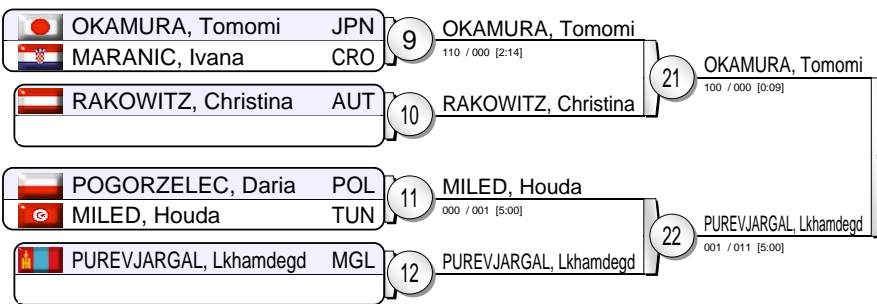 OKAMURA, Tomomi JPN
MARANIC, Ivana CRO
9
OKAMURA, Tomomi
110 / 000 [2:14]
RAKOWITZ, Christina AUT
10
RAKOWITZ, Christina
21
OKAMURA, Tomomi
100 / 000 [0:09]
POGORZELEC, Daria POL
MILED, Houda TUN
11
MILED, Houda
000 / 001 [5:00]
PUREVJARGAL, Lkhamdegd MGL
12
PUREVJARGAL, Lkhamdegd
22
PUREVJARGAL, Lkhamdegd
001 / 011 [5:00]